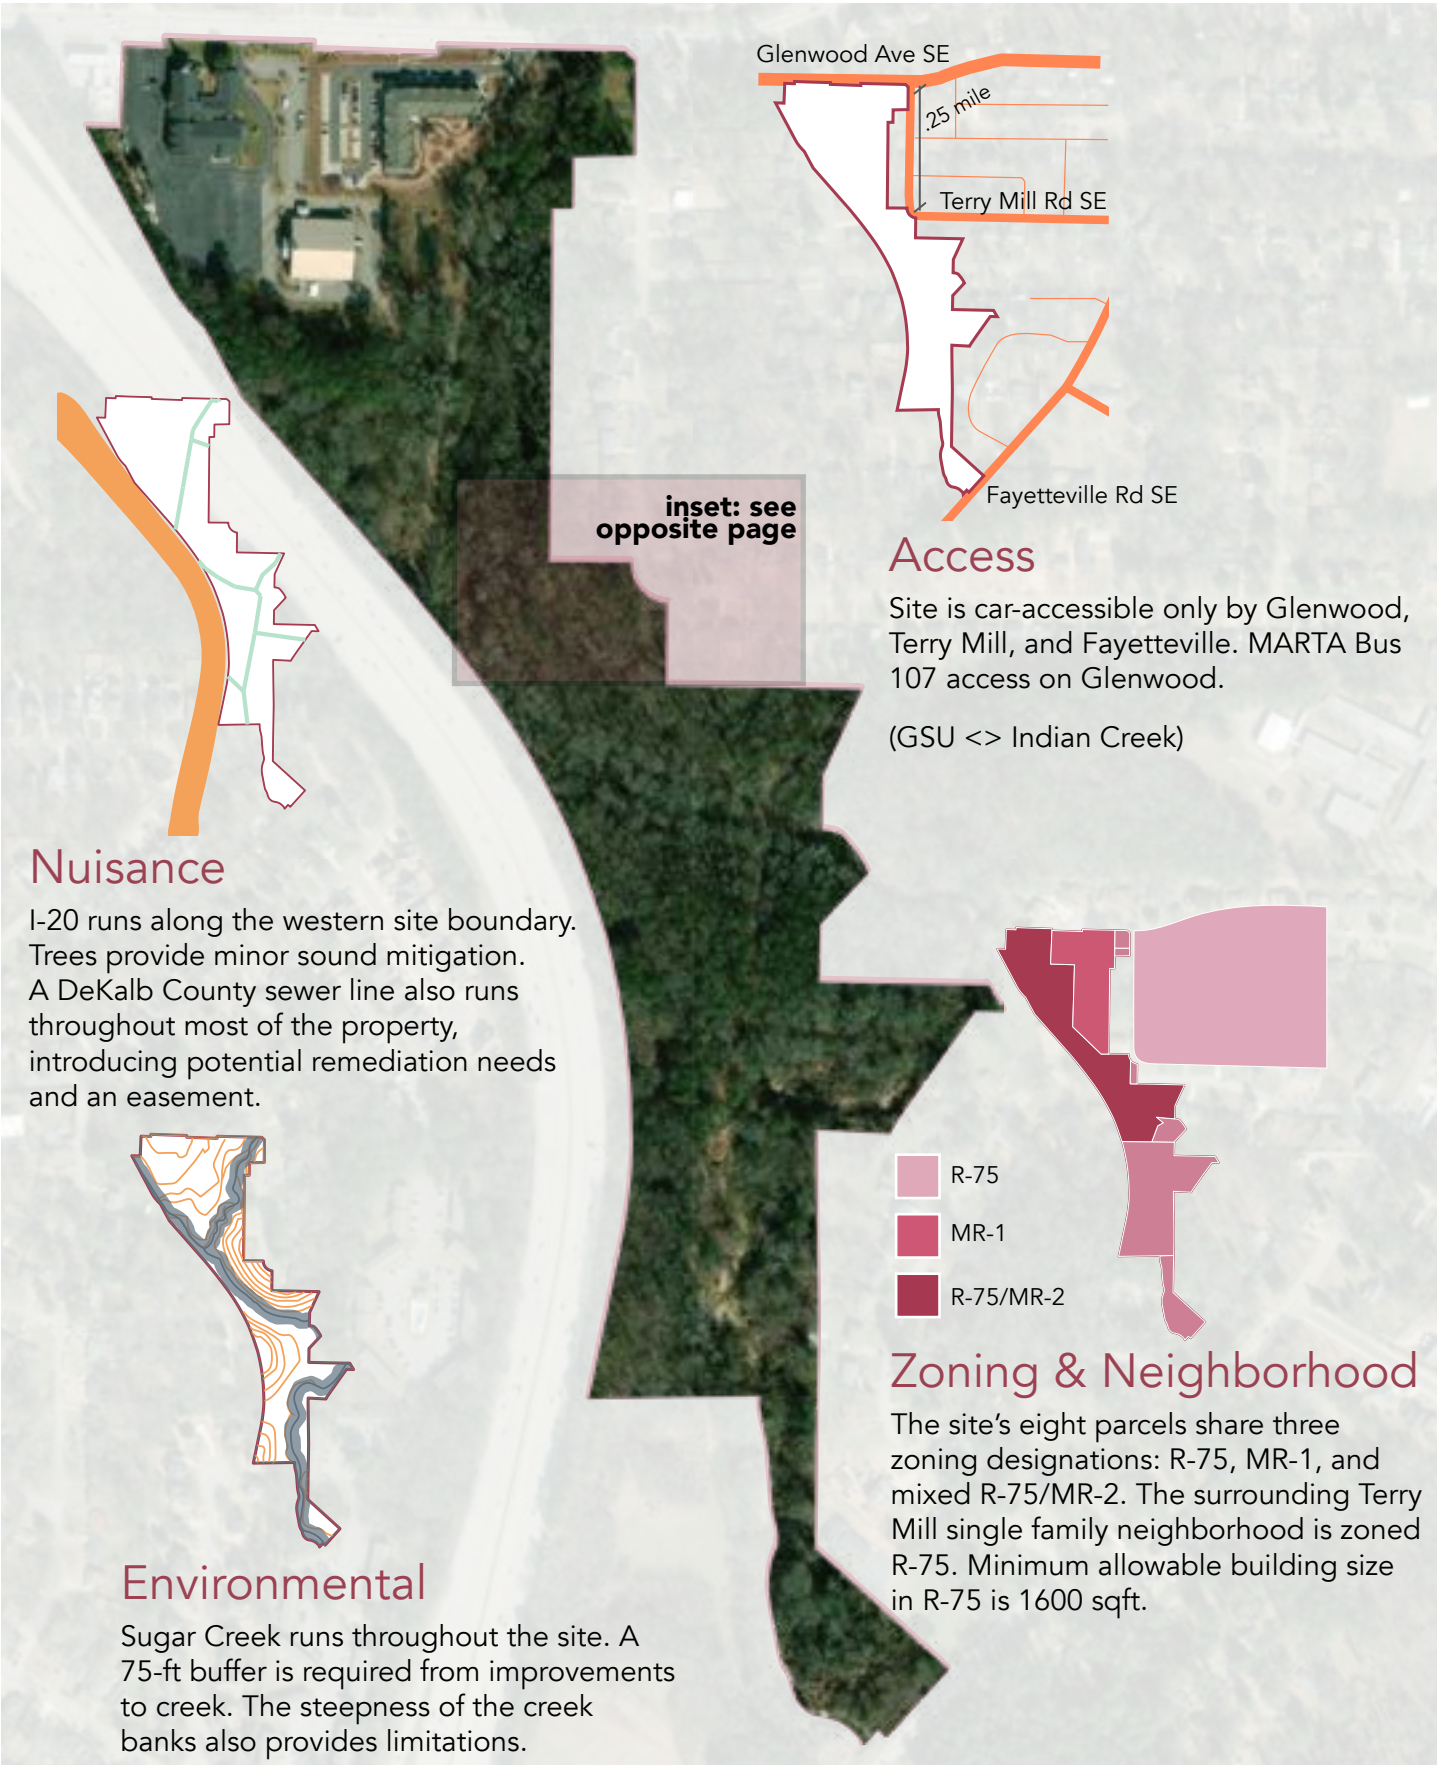 Glenwood Ave SE
.25 mile
Terry Mill Rd SE
Fayetteville Rd SE
inset: see
opposite page
Access
Site is car-accessible only by Glenwood,
Terry Mill, and Fayetteville. MARTA Bus
107 access on Glenwood.
(GSU <> Indian Creek)
Nuisance
I-20 runs along the western site boundary.
Trees provide minor sound mitigation.
A DeKalb County sewer line also runs
throughout most of the property,
introducing potential remediation needs
and an easement.
R-75
MR-1
R-75/MR-2
Zoning & Neighborhood
The site’s eight parcels share three
zoning designations: R-75, MR-1, and
mixed R-75/MR-2. The surrounding Terry
Mill single family neighborhood is zoned
R-75. Minimum allowable building size
in R-75 is 1600 sqft.
Environmental
Sugar Creek runs throughout the site. A
75-ft buffer is required from improvements
to creek. The steepness of the creek
banks also provides limitations.